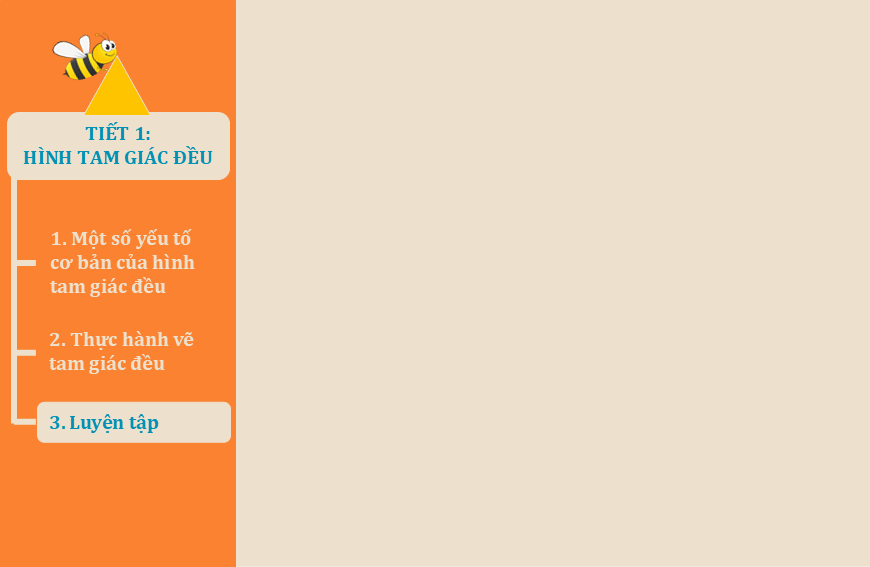 TIẾT 1:
HÌNH TAM GIÁC ĐỀU
1. Một số yếu tố
cơ bản của hình
tam giác đều
2. Thực hành vẽ
tam giác đều
3. Luyện tập